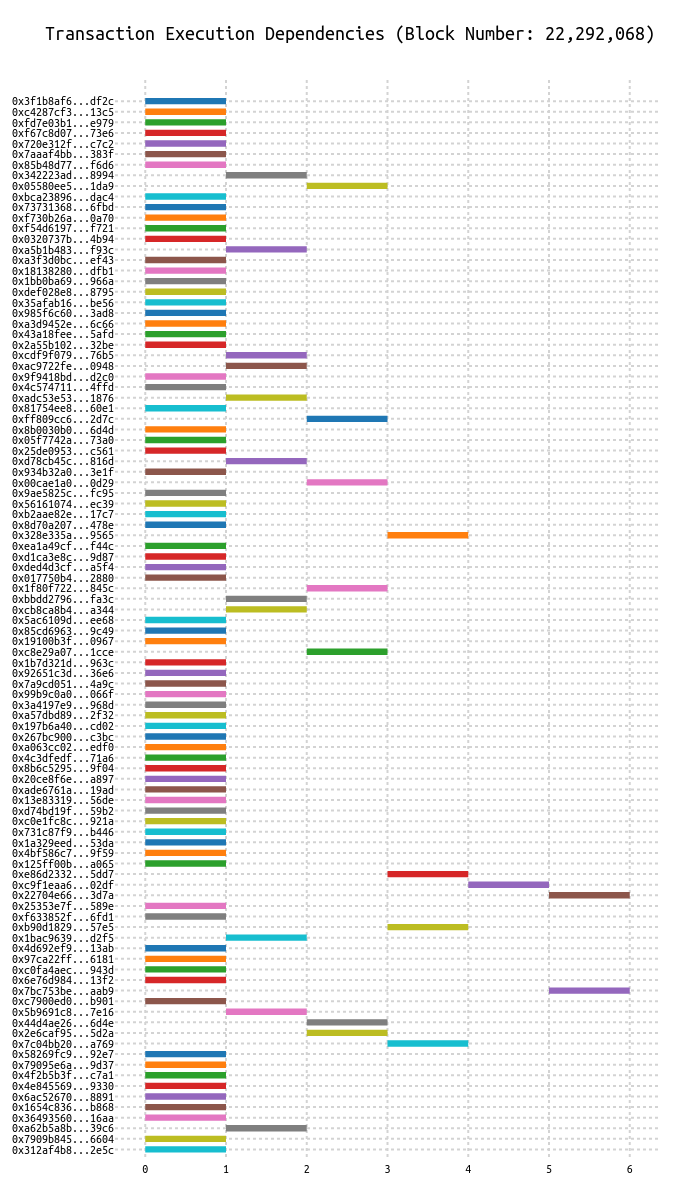 Transaction Execution Dependencies (Block Number: 22,292,068)
0x3f1b8af6...df2c
0xc4287cf3...13c5
0xfd7e03b1...e979
0xf67c8d07...73e6
0x720e312f...c7c2
0x7aaaf4bb...383f
0x85b48d77...f6d6
0x342223ad...8994
0x05580ee5...1da9
0xbca23896...dac4
0x73731368...6fbd
0xf730b26a...0a70
0xf54d6197...f721
0x0320737b...4b94
0xa5b1b483...f93c
0xa3f3d0bc...ef43
0x18138280...dfb1
0x1bb0ba69...966a
0xdef028e8...8795
0x35afab16...be56
0x985f6c60...3ad8
0xa3d9452e...6c66
0x43a18fee...5afd
0x2a55b102...32be
0xcdf9f079...76b5
0xac9722fe...0948
0x9f9418bd...d2c0
0x4c574711...4ffd
0xadc53e53...1876
0x81754ee8...60e1
0xff809cc6...2d7c
0x8b0030b0...6d4d
0x05f7742a...73a0
0x25de0953...c561
0xd78cb45c...816d
0x934b32a0...3e1f
0x00cae1a0...0d29
0x9ae5825c...fc95
0x56161074...ec39
0xb2aae82e...17c7
0x8d70a207...478e
0x328e335a...9565
0xea1a49cf...f44c
0xd1ca3e8c...9d87
0xded4d3cf...a5f4
0x017750b4...2880
0x1f80f722...845c
0xbbdd2796...fa3c
0xcb8ca8b4...a344
0x5ac6109d...ee68
0x85cd6963...9c49
0x19100b3f...0967
0xc8e29a07...1cce
0x1b7d321d...963c
0x92651c3d...36e6
0x7a9cd051...4a9c
0x99b9c0a0...066f
0x3a4197e9...968d
0xa57dbd89...2f32
0x197b6a40...cd02
0x267bc900...c3bc
0xa063cc02...edf0
0x4c3dfedf...71a6
0x8b6c5295...9f04
0x20ce8f6e...a897
0xade6761a...19ad
0x13e83319...56de
0xd74bd19f...59b2
0xc0e1fc8c...921a
0x731c87f9...b446
0x1a329eed...53da
0x4bf586c7...9f59
0x125ff00b...a065
0xe86d2332...5dd7
0xc9f1eaa6...02df
0x22704e66...3d7a
0x25353e7f...589e
0xf633852f...6fd1
0xb90d1829...57e5
0x1bac9639...d2f5
0x4d692ef9...13ab
0x97ca22ff...6181
0xc0fa4aec...943d
0x6e76d984...13f2
0x7bc753be...aab9
0xc7900ed0...b901
0x5b9691c8...7e16
0x44d4ae26...6d4e
0x2e6caf95...5d2a
0x7c04bb20...a769
0x58269fc9...92e7
0x79095e6a...9d37
0x4f2b5b3f...c7a1
0x4e845569...9330
0x6ac52670...8891
0x1654c836...b868
0x36493560...16aa
0xa62b5a8b...39c6
0x7909b845...6604
0x312af4b8...2e5c
0 1 2 3 4 5 6